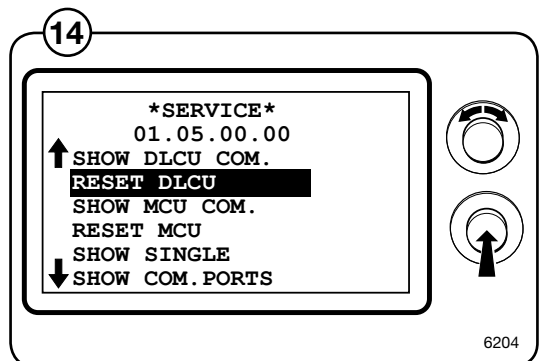 14
*SERVICE*
01.05.00.00
SHOW DLCU COM.
RESET DLCU
SHOW MCU COM.
RESET MCU
SHOW SINGLE
SHOW COM.PORTS
6204